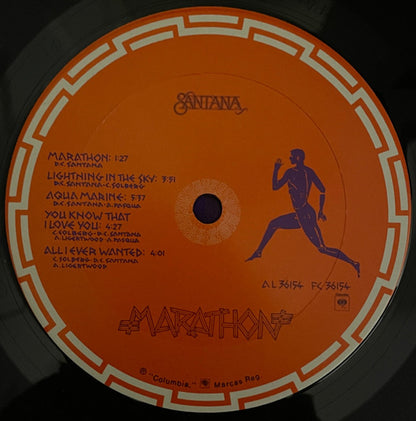 SANTANA
MARATHON: 1:27
D.C. SANTANA
LIGHTNING IN THE SKY: 3:51
D.C. SANTANA-C. SOLBERG
AQUA MARINE: 5:37
D.C. SANTANA-A. PASQUA
YOU KNOW THAT
I LOVE YOU: 4:27
C. SOLBERG-D.C. SANTANA
A. LIGERTWOOD A. PASQUA
ALL I EVER WANTED: 4:01
C. SOLBERG-D.C. SANTANA
A. LIGERTWOOD
AL 36154 FC 36154
MARATHON
℗ "Columbia," Marcas Reg.